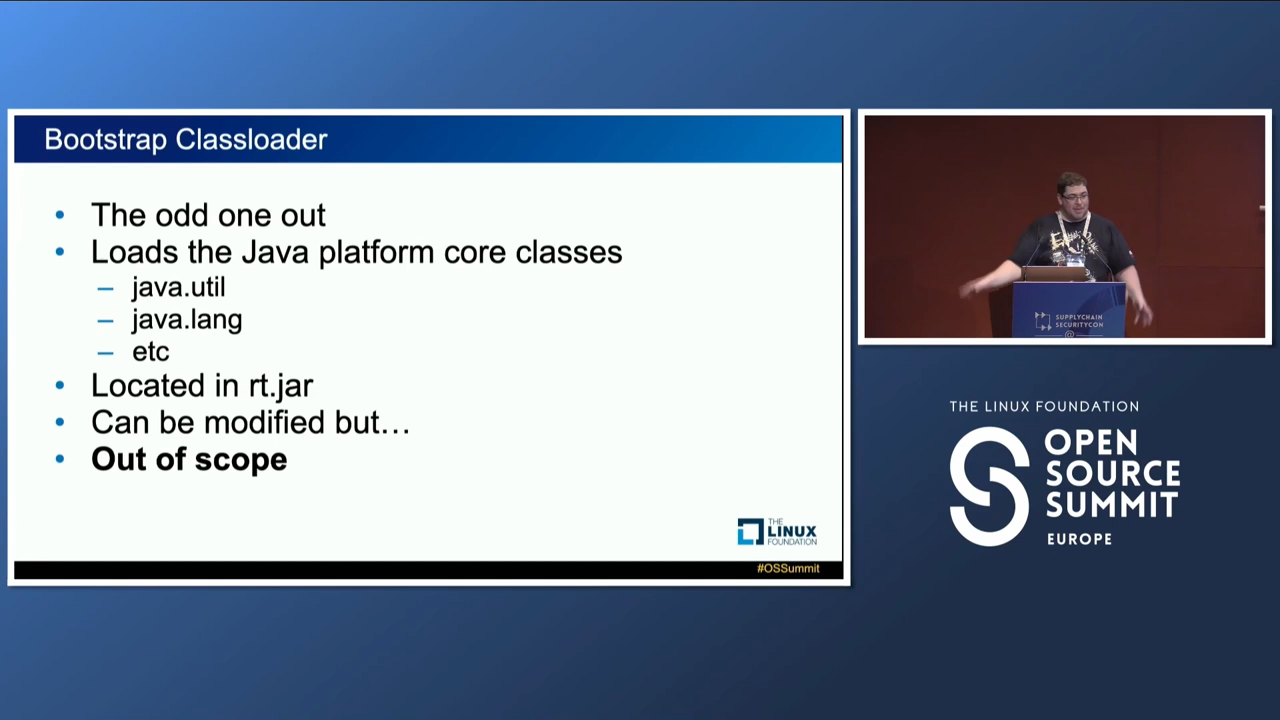 Bootstrap Classloader
• The odd one out
• Loads the Java platform core classes
– java.util
– java.lang
– etc
• Located in rt.jar
• Can be modified but…
• Out of scope
THE
LINUX
FOUNDATION
#OSSummit
SUPPLYCHAIN
SECURITYCON
THE LINUX FOUNDATION
OPEN
SOURCE
SUMMIT
EUROPE